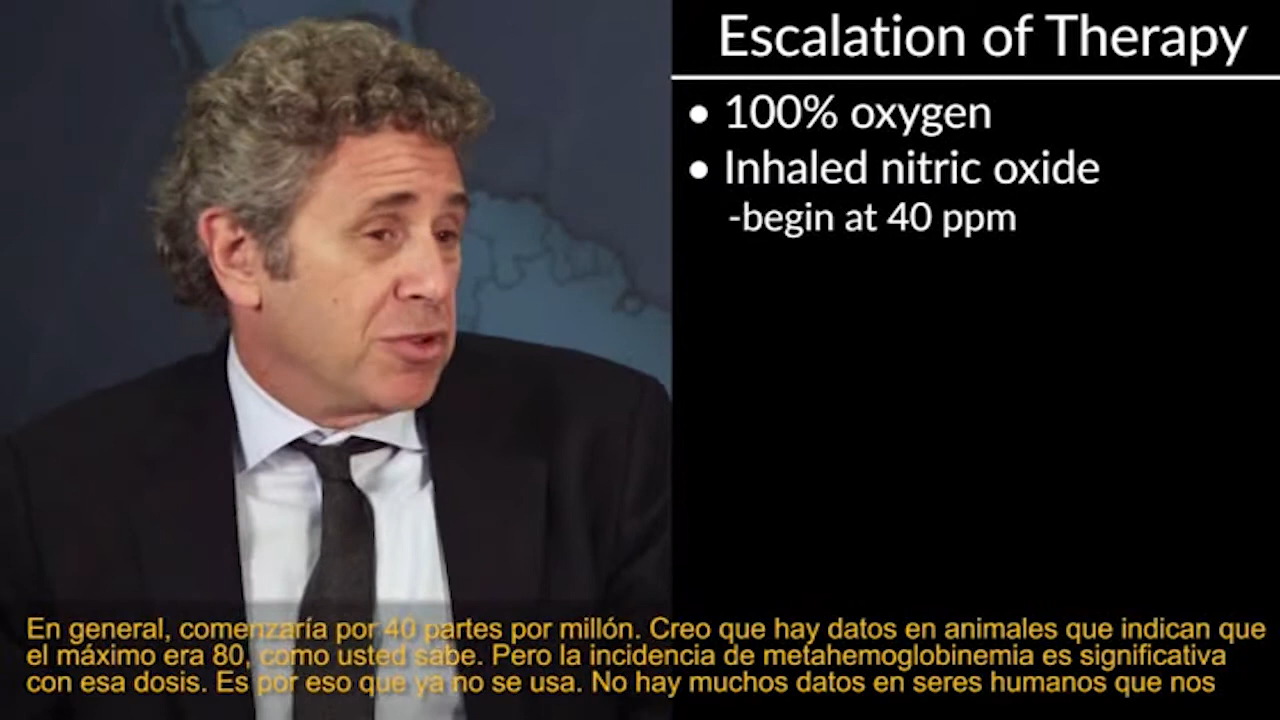 Escalation of Therapy
• 100% oxygen
• Inhaled nitric oxide
-begin at 40 ppm
En general, comenzaría por 40 partes por millón. Creo que hay datos en animales que indican que
el máximo era 80, como usted sabe. Pero la incidencia de metahemoglobinemia es significativa
con esa dosis. Es por eso que ya no se usa. No hay muchos datos en seres humanos que nos